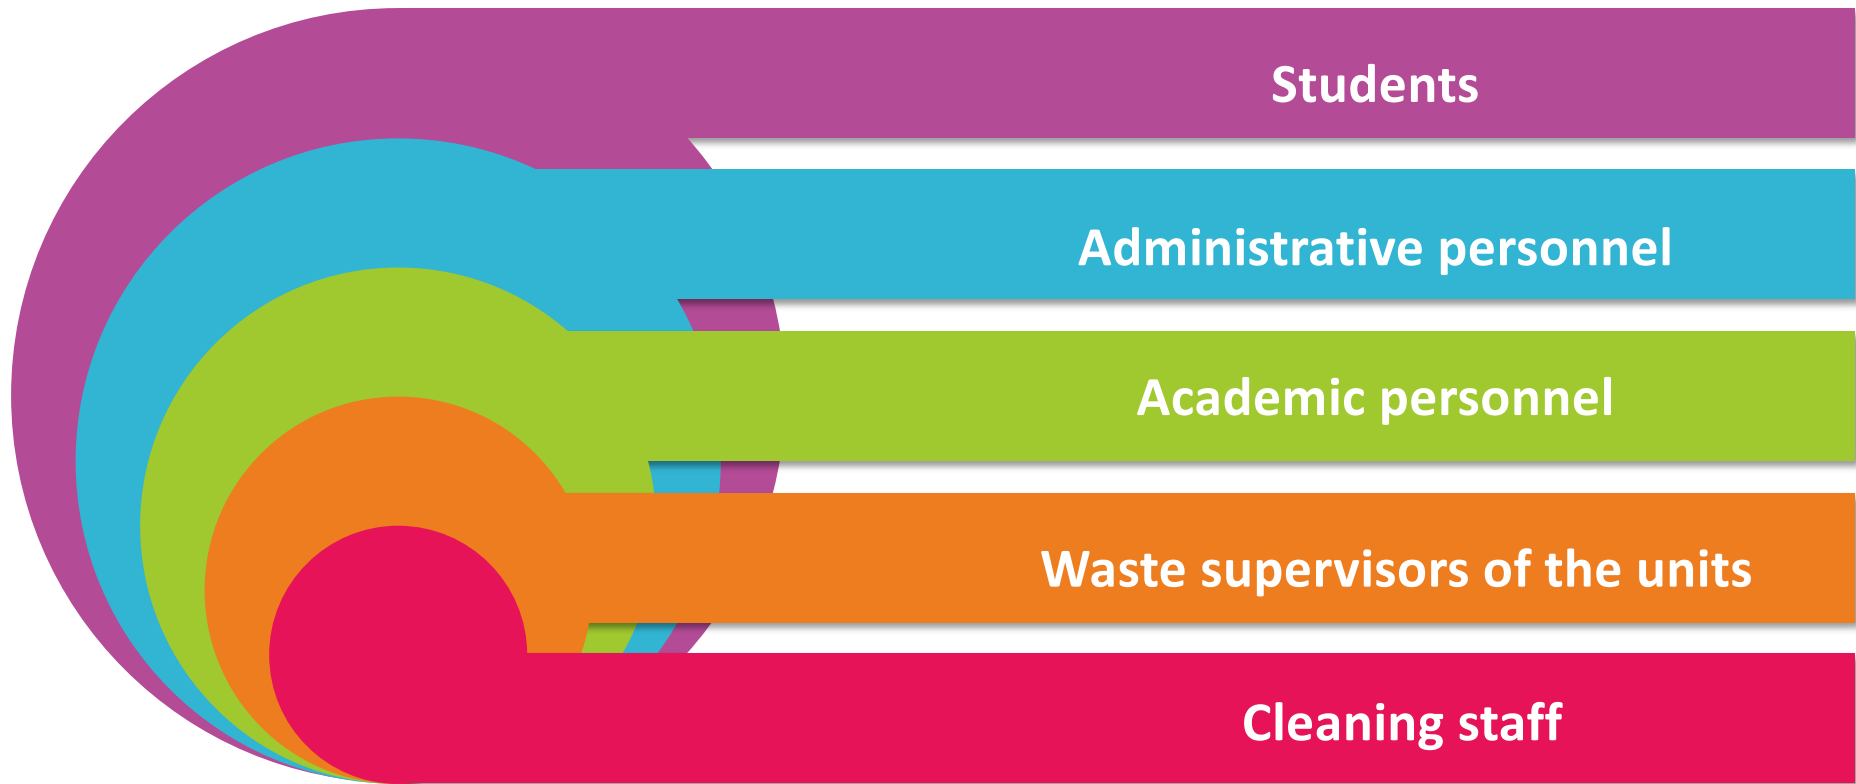 Students
Administrative personnel
Academic personnel
Waste supervisors of the units
Cleaning staff